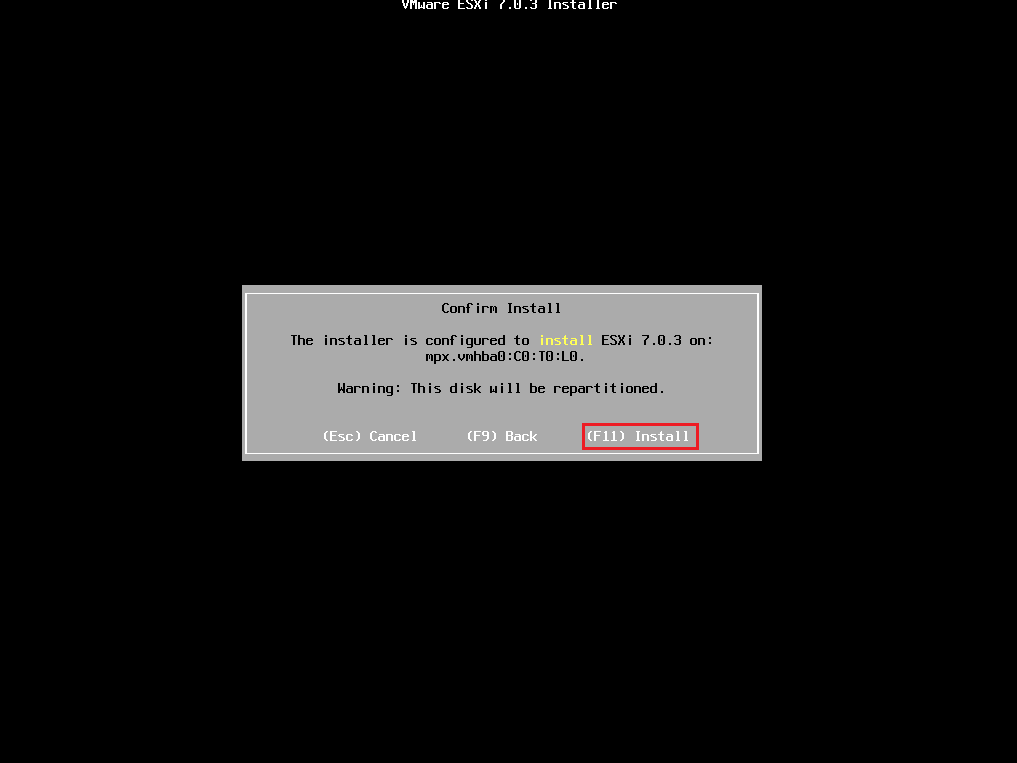 VMware ESXi 7.0.3 Installer
Confirm Install
The installer is configured to install ESXi 7.0.3 on:
mpx.vmhba0:C0:T0:L0.
Warning: This disk will be repartitioned.
(Esc) Cancel (F9) Back (F11) Install